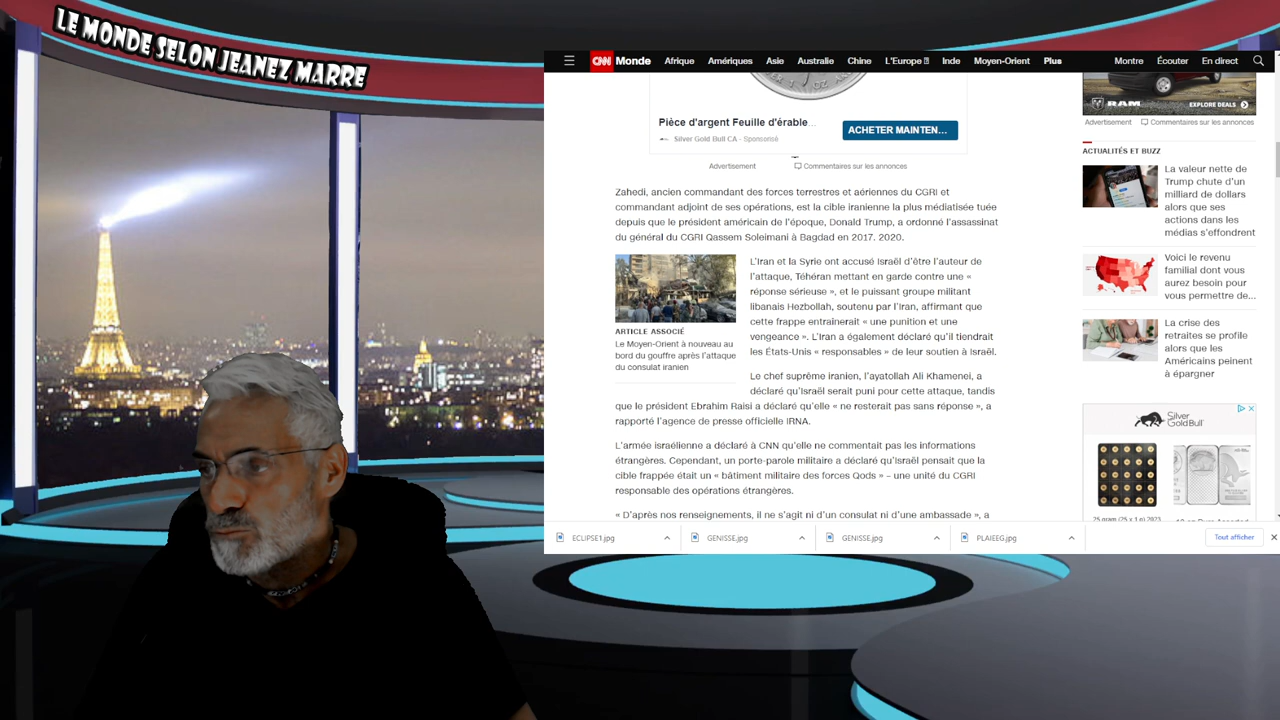 LE MONDE SELON JEANEZ MARRE
CNN Monde Afrique Amériques Asie Australie Chine L'Europe Inde Moyen-Orient Plus Montre Écouter En direct
Pièce d'argent Feuille d'érable...
Silver Gold Bull CA - Sponsorisé
ACHETER MAINTEN...
Advertisement Commentaires sur les annonces
Zahedi, ancien commandant des forces terrestres et aériennes du CGRI et
commandant adjoint de ses opérations, est la cible iranienne la plus médiatisée tuée
depuis que le président américain de l'époque, Donald Trump, a ordonné l'assassinat
du général du CGRI Qassem Soleimani à Bagdad en 2017. 2020.
L'Iran et la Syrie ont accusé Israël d'être l'auteur de
l'attaque, Téhéran mettant en garde contre une «
réponse sérieuse », et le puissant groupe militant
libanais Hezbollah, soutenu par l'Iran, affirmant que
cette frappe entraînerait « une punition et une
vengeance ». L'Iran a également déclaré qu'il tiendrait
les États-Unis « responsables » de leur soutien à Israël.
ARTICLE ASSOCIÉ
Le Moyen-Orient à nouveau au
bord du gouffre après l'attaque
du consulat iranien
Le chef suprême iranien, l'ayatollah Ali Khamenei, a
déclaré qu'Israël serait puni pour cette attaque, tandis
que le président Ebrahim Raisi a déclaré qu'elle « ne resterait pas sans réponse », a
rapporté l'agence de presse officielle IRNA.
L'armée israélienne a déclaré à CNN qu'elle ne commentait pas les informations
étrangères. Cependant, un porte-parole militaire a déclaré qu'Israël pensait que la
cible frappée était un « bâtiment militaire des forces Qods » – une unité du CGRI
responsable des opérations étrangères.
« D'après nos renseignements, il ne s'agit ni d'un consulat ni d'une ambassade », a
RAM EXPLORE DEALS
Advertisement Commentaires sur les annonces
ACTUALITÉS ET BUZZ
La valeur nette de
Trump chute d'un
milliard de dollars
alors que ses
actions dans les
médias s'effondrent
Voici le revenu
familial dont vous
aurez besoin pour
vous permettre de...
La crise des
retraites se profile
alors que les
Américains peinent
à épargner
Silver
Gold Bull
25 gram (25 x 1 g) 2023
ECLIPSE1.jpg GENISSE.jpg GENISSE.jpg PLAIEEG.jpg Tout afficher